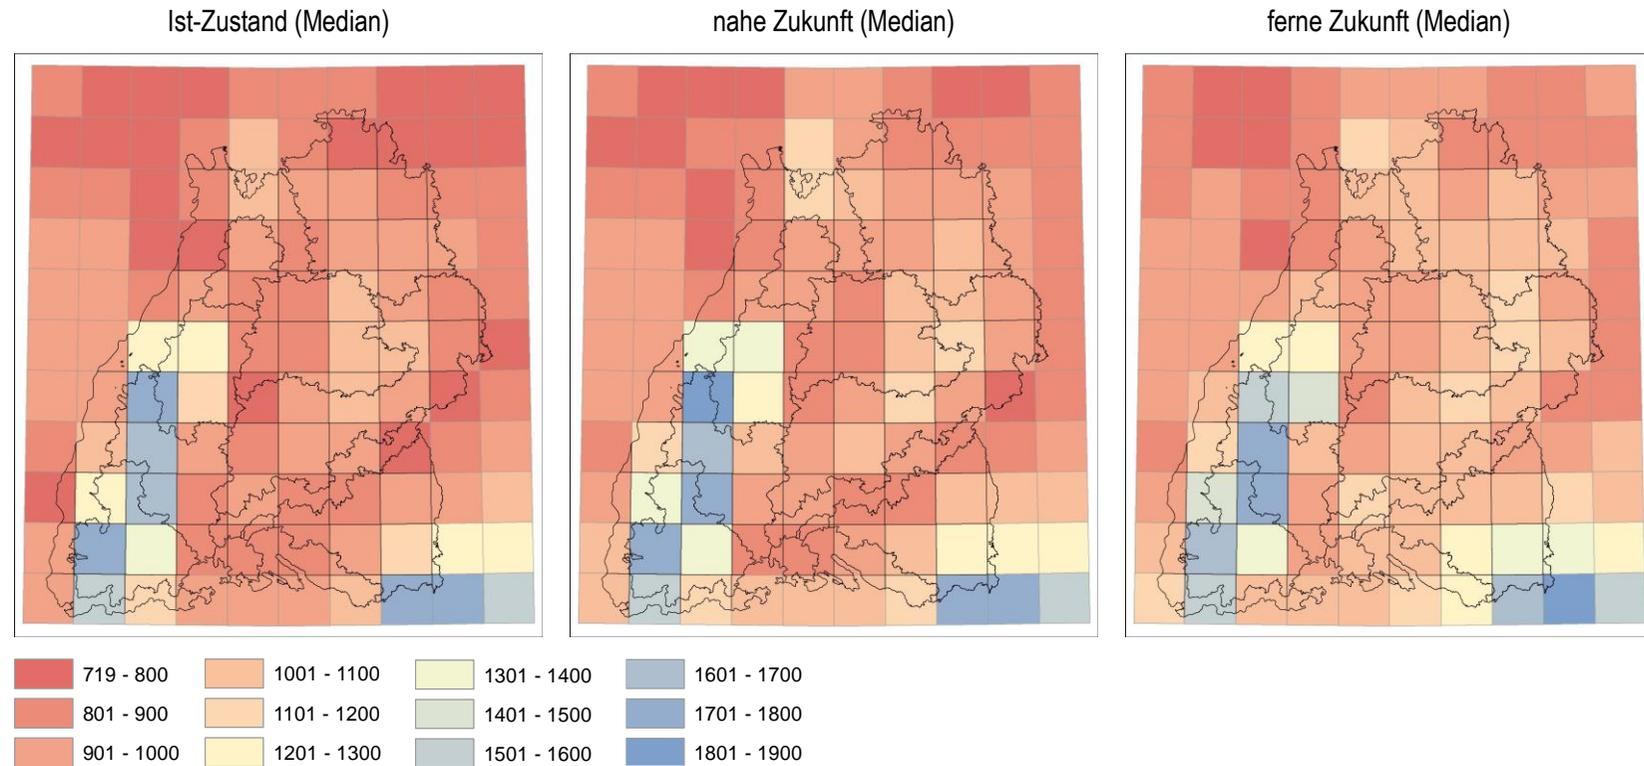 Ist-Zustand (Median) nahe Zukunft (Median) ferne Zukunft (Median)
719 - 800 1001 - 1100 1301 - 1400 1601 - 1700
801 - 900 1101 - 1200 1401 - 1500 1701 - 1800
901 - 1000 1201 - 1300 1501 - 1600 1801 - 1900